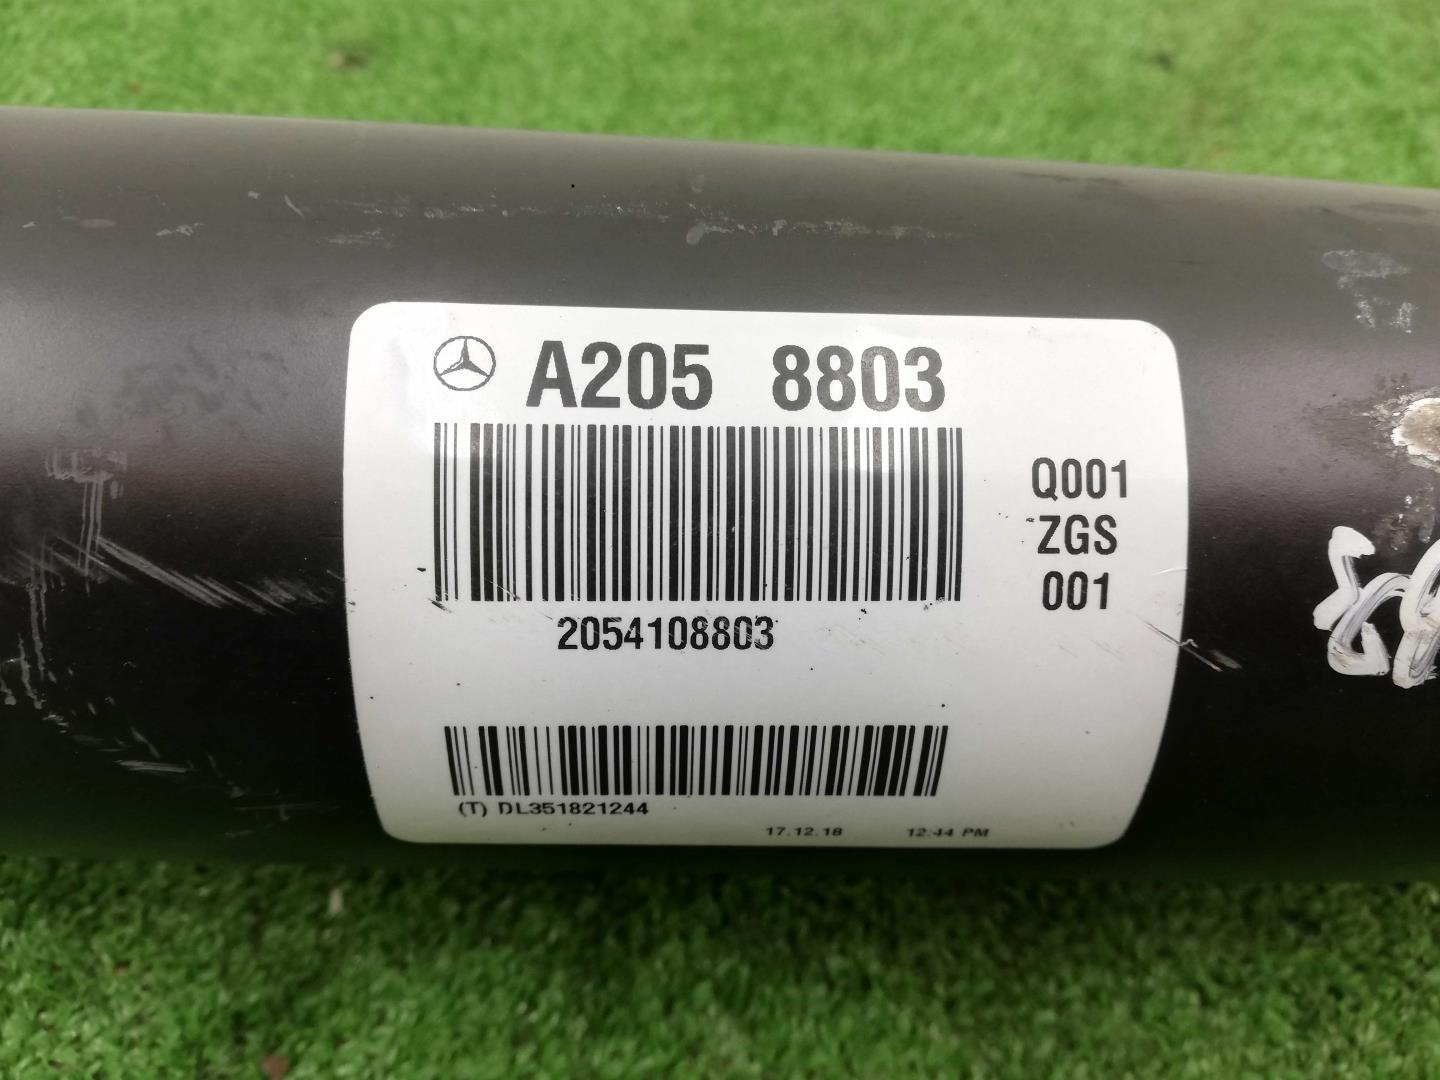 A205 8803
Q001
ZGS
001
2054108803
(T) DL351821244
17.12.18 12:44 PM